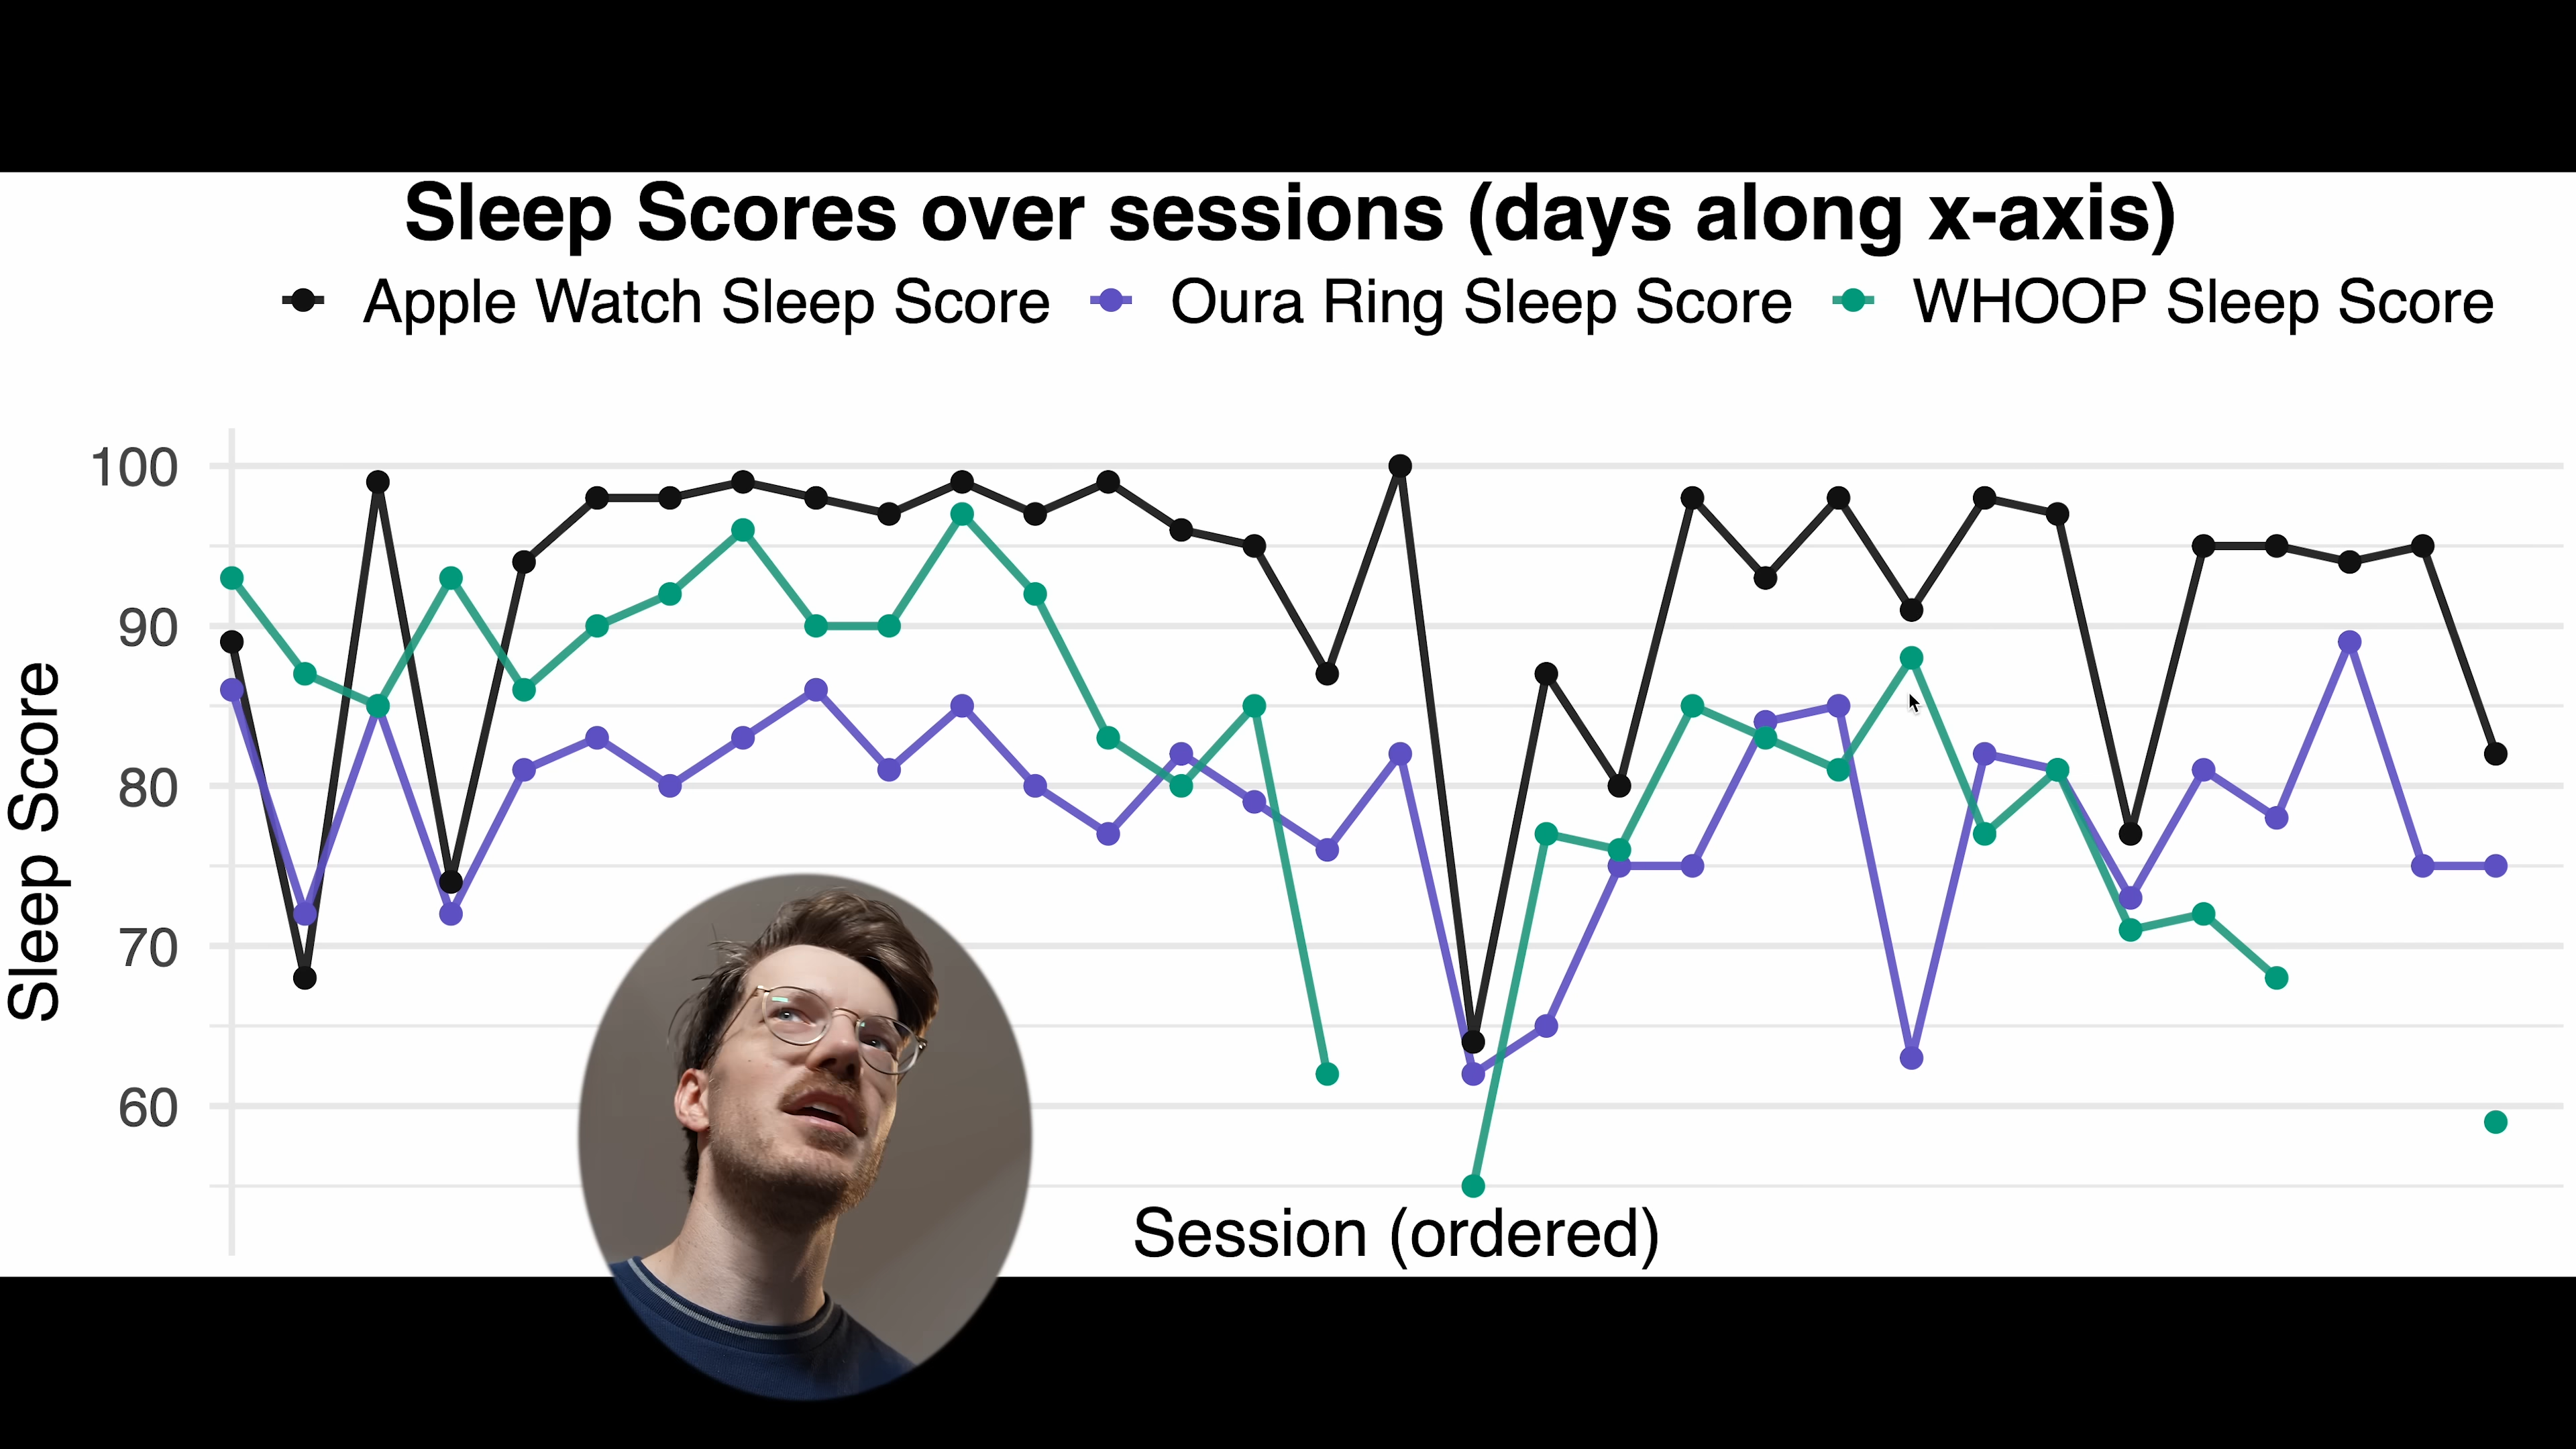 Sleep Scores over sessions (days along x-axis)
Apple Watch Sleep Score Oura Ring Sleep Score WHOOP Sleep Score
100
90
80
70
60
Sleep Score
Session (ordered)